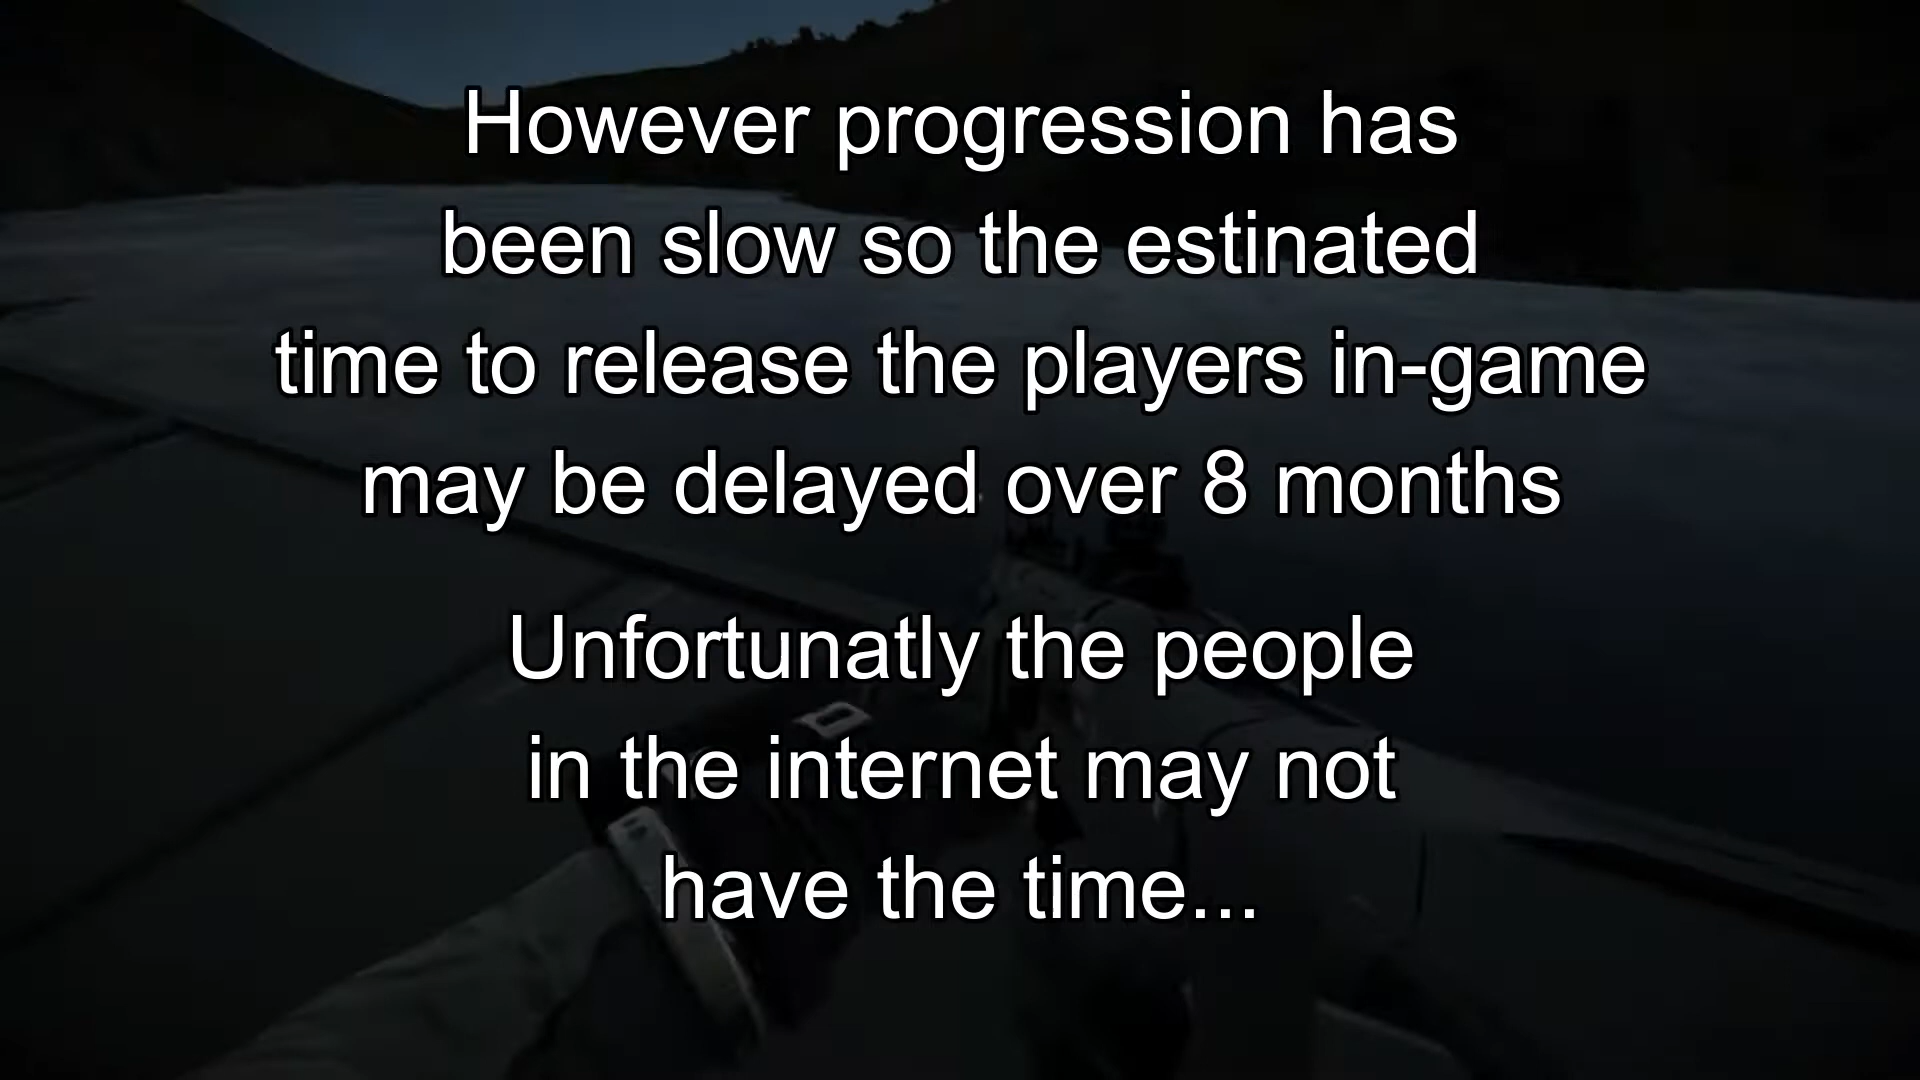 However progression has
been slow so the estinated
time to release the players in-game
may be delayed over 8 months
Unfortunatly the people
in the internet may not
have the time...